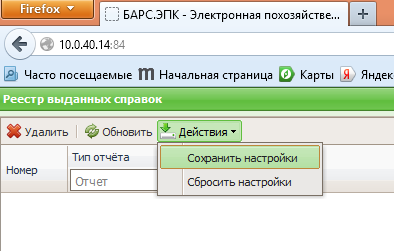 Firefox
БАРС.ЭПК - Электронная похозяйстве...
10.0.40.14:84
Часто посещаемые Начальная страница Карты Яндекс
Реестр выданных справок
Удалить Обновить Действия
Сохранить настройки
Сбросить настройки
Номер
Тип отчёта
Отчет